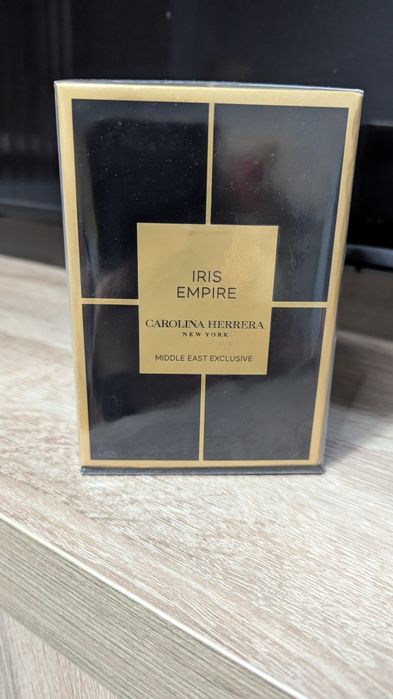 IRIS
EMPIRE
CAROLINA HERRERA
NEW YORK
MIDDLE EAST EXCLUSIVE